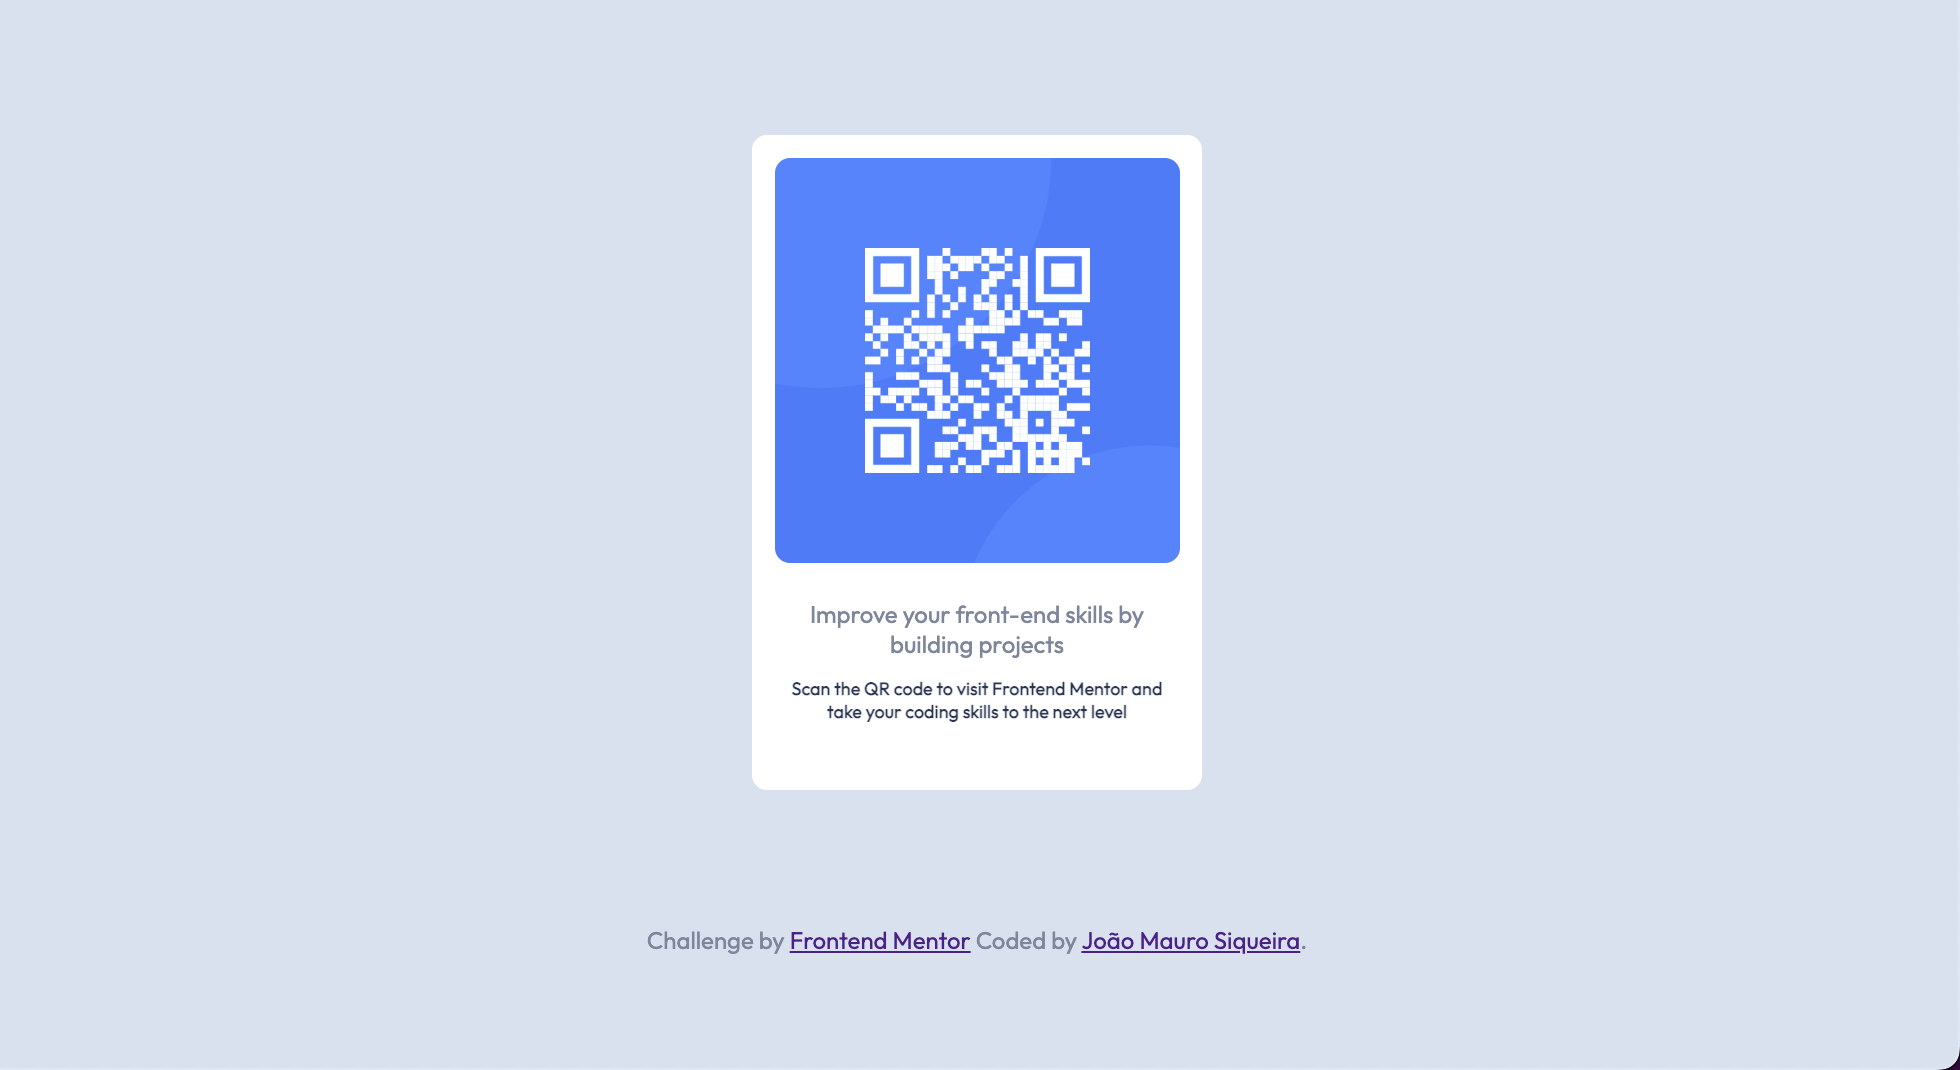 Improve your front-end skills by
building projects
Scan the QR code to visit Frontend Mentor and
take your coding skills to the next level
Challenge by Frontend Mentor Coded by João Mauro Siqueira.